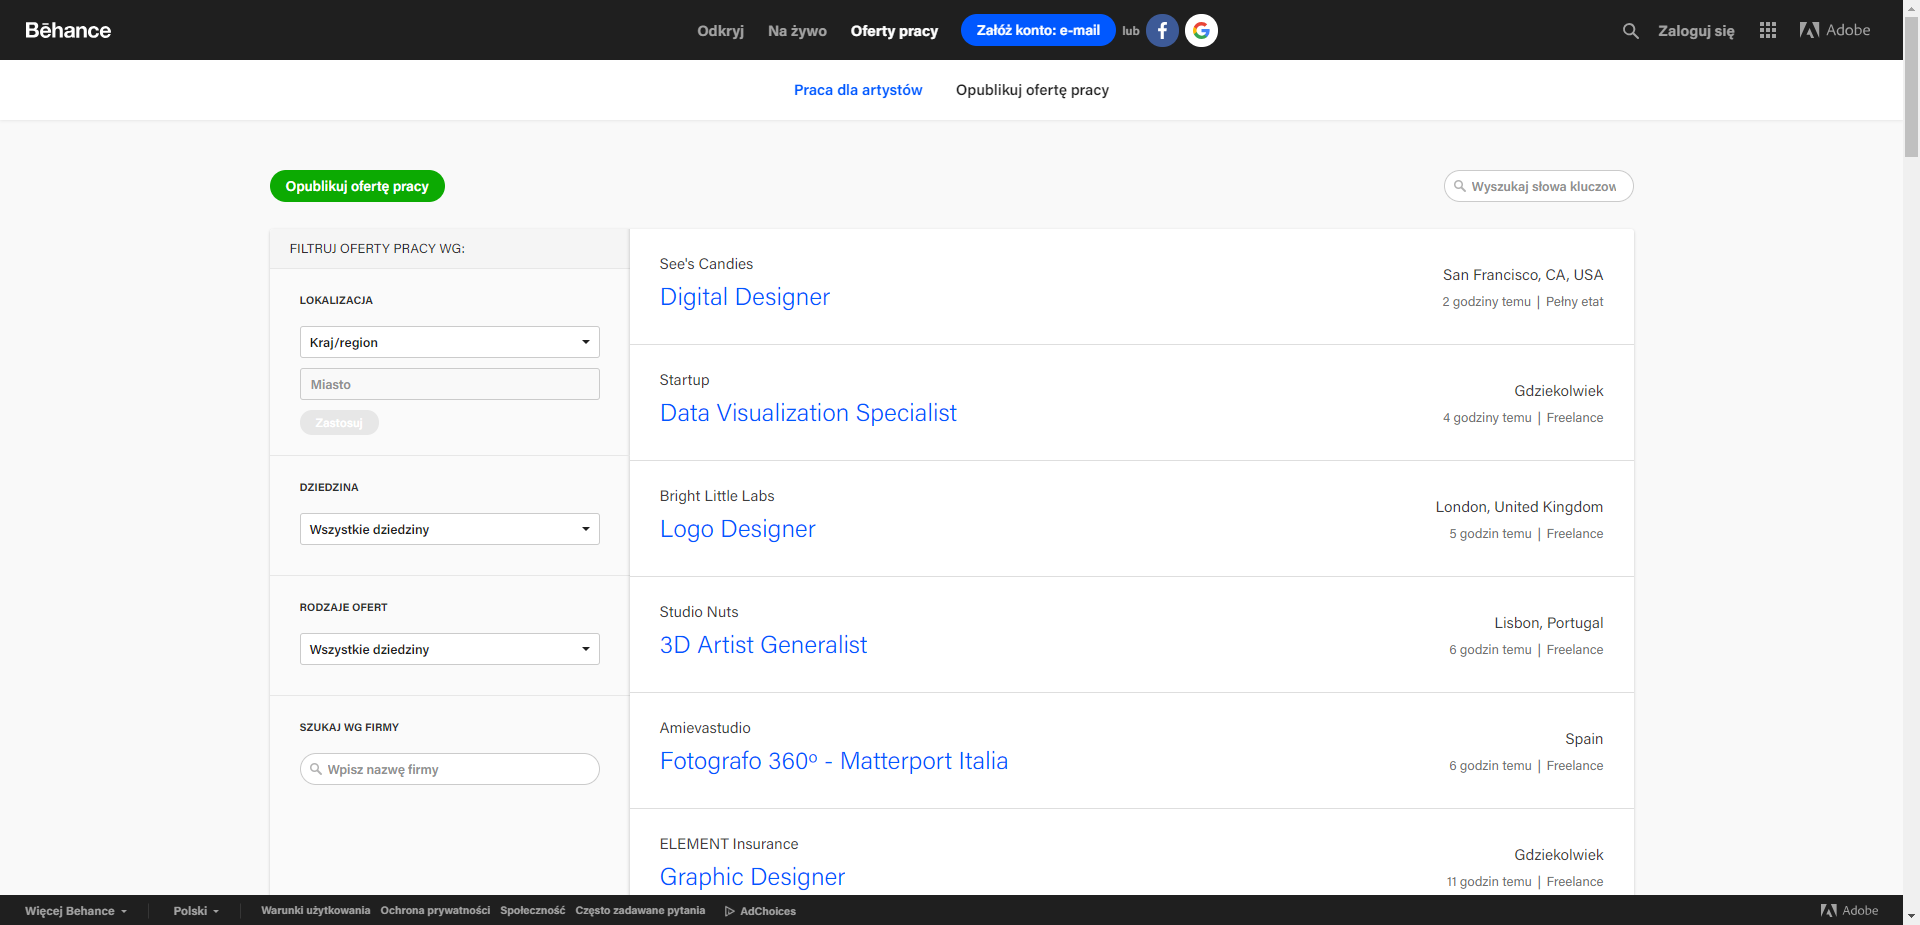 Bēhance
Odkryj Na żywo Oferty pracy Załóż konto: e-mail lub Zaloguj się Adobe
Praca dla artystów Opublikuj ofertę pracy
Opublikuj ofertę pracy
Wyszukaj słowa kluczow
FILTRUJ OFERTY PRACY WG:
LOKALIZACJA
Kraj/region
Miasto
Zastosuj
DZIEDZINA
Wszystkie dziedziny
RODZAJE OFERT
Wszystkie dziedziny
SZUKAJ WG FIRMY
Wpisz nazwę firmy
See's Candies
Digital Designer
San Francisco, CA, USA
2 godziny temu | Pełny etat
Startup
Data Visualization Specialist
Gdziekolwiek
4 godziny temu | Freelance
Bright Little Labs
Logo Designer
London, United Kingdom
5 godzin temu | Freelance
Studio Nuts
3D Artist Generalist
Lisbon, Portugal
6 godzin temu | Freelance
Amievastudio
Fotografo 360º - Matterport Italia
Spain
6 godzin temu | Freelance
ELEMENT Insurance
Graphic Designer
Gdziekolwiek
11 godzin temu | Freelance
Więcej Behance Polski Warunki użytkowania Ochrona prywatności Społeczność Często zadawane pytania AdChoices Adobe